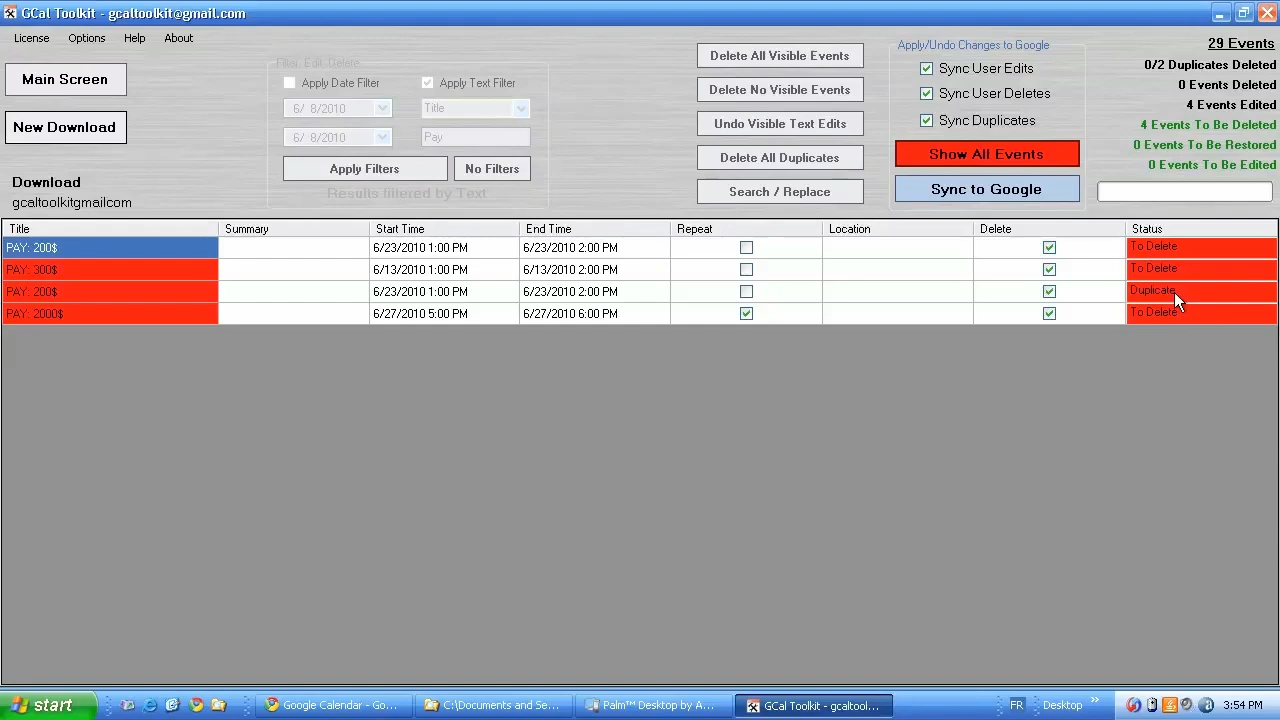 GCal Toolkit - gcaltoolkit@gmail.com
License Options Help About
Main Screen
New Download
Download
gcaltoolkitgmailcom
Filter, Edit, Delete
Apply Date Filter Apply Text Filter
6/ 8/2010 Title
6/ 8/2010 Pay
Apply Filters No Filters
Results filtered by Text
Delete All Visible Events
Delete No Visible Events
Undo Visible Text Edits
Delete All Duplicates
Search / Replace
Apply/Undo Changes to Google
Sync User Edits
Sync User Deletes
Sync Duplicates
Show All Events
Sync to Google
29 Events
0/2 Duplicates Deleted
0 Events Deleted
4 Events Edited
4 Events To Be Deleted
0 Events To Be Restored
0 Events To Be Edited
Title Summary Start Time End Time Repeat Location Delete Status
PAY: 200$ 6/23/2010 1:00 PM 6/23/2010 2:00 PM To Delete
PAY: 300$ 6/13/2010 1:00 PM 6/13/2010 2:00 PM To Delete
PAY: 200$ 6/23/2010 1:00 PM 6/23/2010 2:00 PM Duplicate
PAY: 2000$ 6/27/2010 5:00 PM 6/27/2010 6:00 PM To Delete
start Google Calendar - Go... C:\Documents and Se... Palm™ Desktop by A... GCal Toolkit - gcaltool... FR Desktop » 3:54 PM